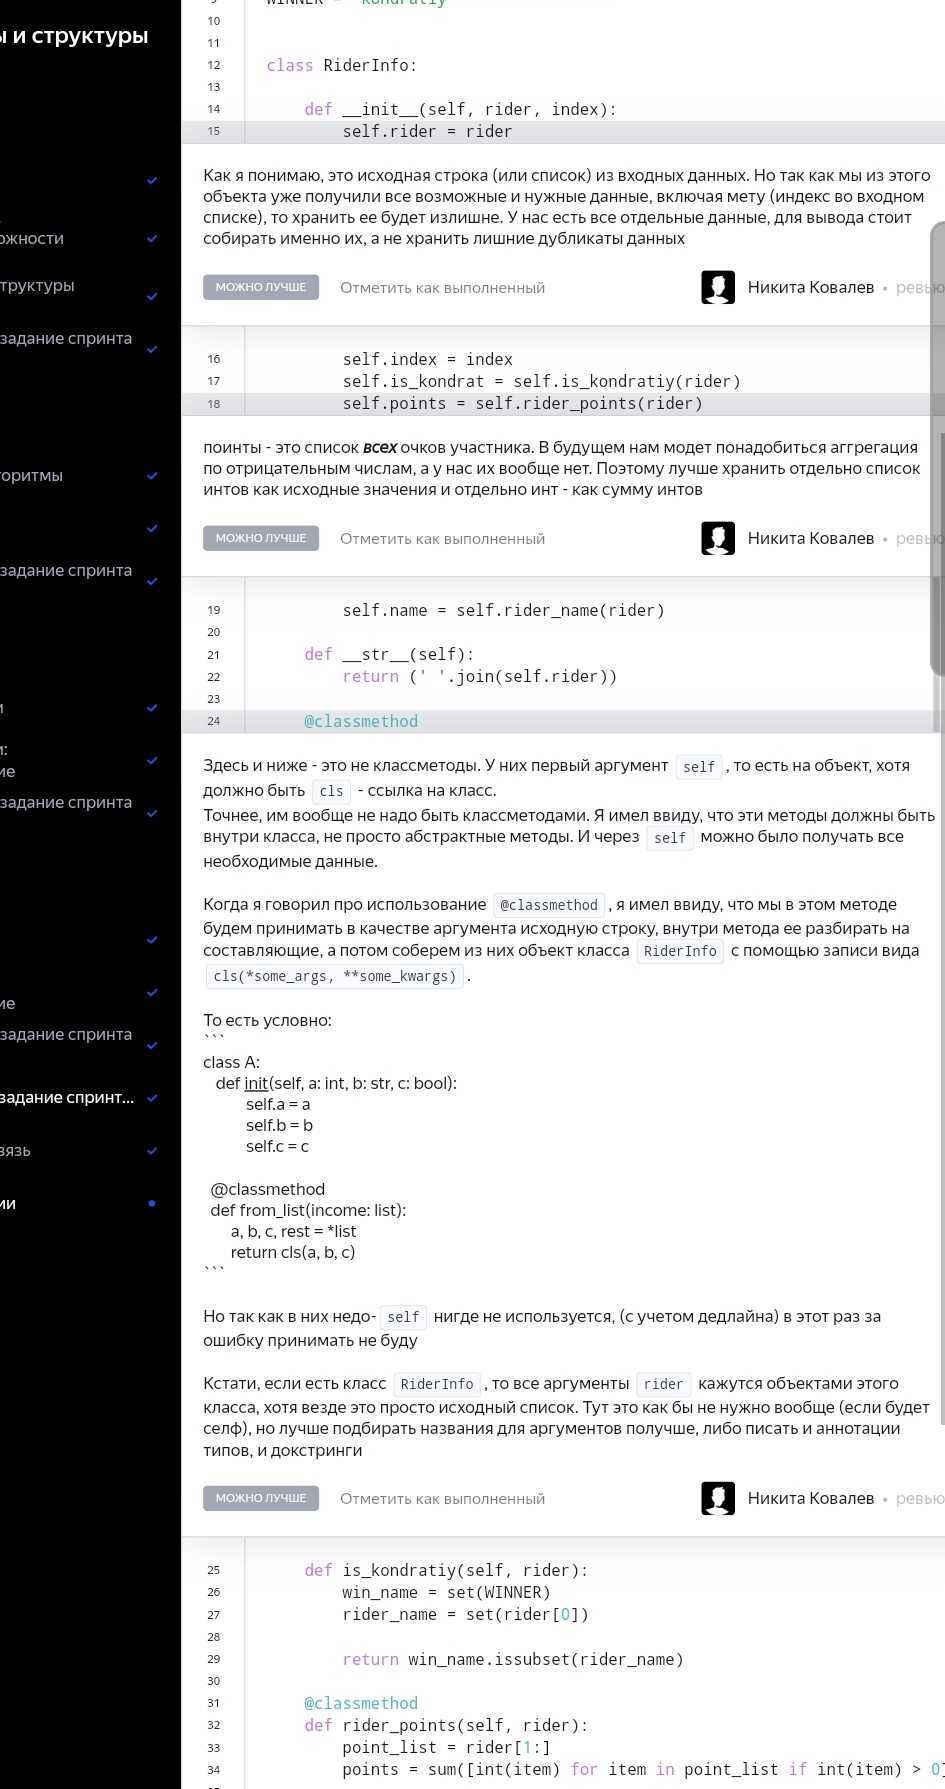 ы и структуры
ожности
труктуры
задание спринта
оритмы
задание спринта
и
и:
ие
задание спринта
ие
задание спринта
задание спринт...
вязь
ии
9 WINNER = 'kondratiy'
10
11
12 class RiderInfo:
13
14 def __init__(self, rider, index):
15 self.rider = rider
Как я понимаю, это исходная строка (или список) из входных данных. Но так как мы из этого
объекта уже получили все возможные и нужные данные, включая мету (индекс во входном
списке), то хранить ее будет излишне. У нас есть все отдельные данные, для вывода стоит
собирать именно их, а не хранить лишние дубликаты данных
МОЖНО ЛУЧШЕ Отметить как выполненный Никита Ковалев • ревью
16 self.index = index
17 self.is_kondrat = self.is_kondratiy(rider)
18 self.points = self.rider_points(rider)
поинты - это список всех очков участника. В будущем нам модет понадобиться аггрегация
по отрицательным числам, а у нас их вообще нет. Поэтому лучше хранить отдельно список
интов как исходные значения и отдельно инт - как сумму интов
МОЖНО ЛУЧШЕ Отметить как выполненный Никита Ковалев • ревью
19 self.name = self.rider_name(rider)
20
21 def __str__(self):
22 return (' '.join(self.rider))
23
24 @classmethod
Здесь и ниже - это не классметоды. У них первый аргумент self , то есть на объект, хотя
должно быть cls - ссылка на класс.
Точнее, им вообще не надо быть классметодами. Я имел ввиду, что эти методы должны быть
внутри класса, не просто абстрактные методы. И через self можно было получать все
необходимые данные.
Когда я говорил про использование @classmethod , я имел ввиду, что мы в этом методе
будем принимать в качестве аргумента исходную строку, внутри метода ее разбирать на
составляющие, а потом соберем из них объект класса RiderInfo с помощью записи вида
cls(*some_args, **some_kwargs) .
То есть условно:
```
class A:
def init(self, a: int, b: str, c: bool):
self.a = a
self.b = b
self.c = c
@classmethod
def from_list(income: list):
a, b, c, rest = *list
return cls(a, b, c)
```
Но так как в них недо- self нигде не используется, (с учетом дедлайна) в этот раз за
ошибку принимать не буду
Кстати, если есть класс RiderInfo , то все аргументы rider кажутся объектами этого
класса, хотя везде это просто исходный список. Тут это как бы не нужно вообще (если будет
селф), но лучше подбирать названия для аргументов получше, либо писать и аннотации
типов, и докстринги
МОЖНО ЛУЧШЕ Отметить как выполненный Никита Ковалев • ревью
25 def is_kondratiy(self, rider):
26 win_name = set(WINNER)
27 rider_name = set(rider[0])
28
29 return win_name.issubset(rider_name)
30
31 @classmethod
32 def rider_points(self, rider):
33 point_list = rider[1:]
34 points = sum([int(item) for item in point_list if int(item) > 0]